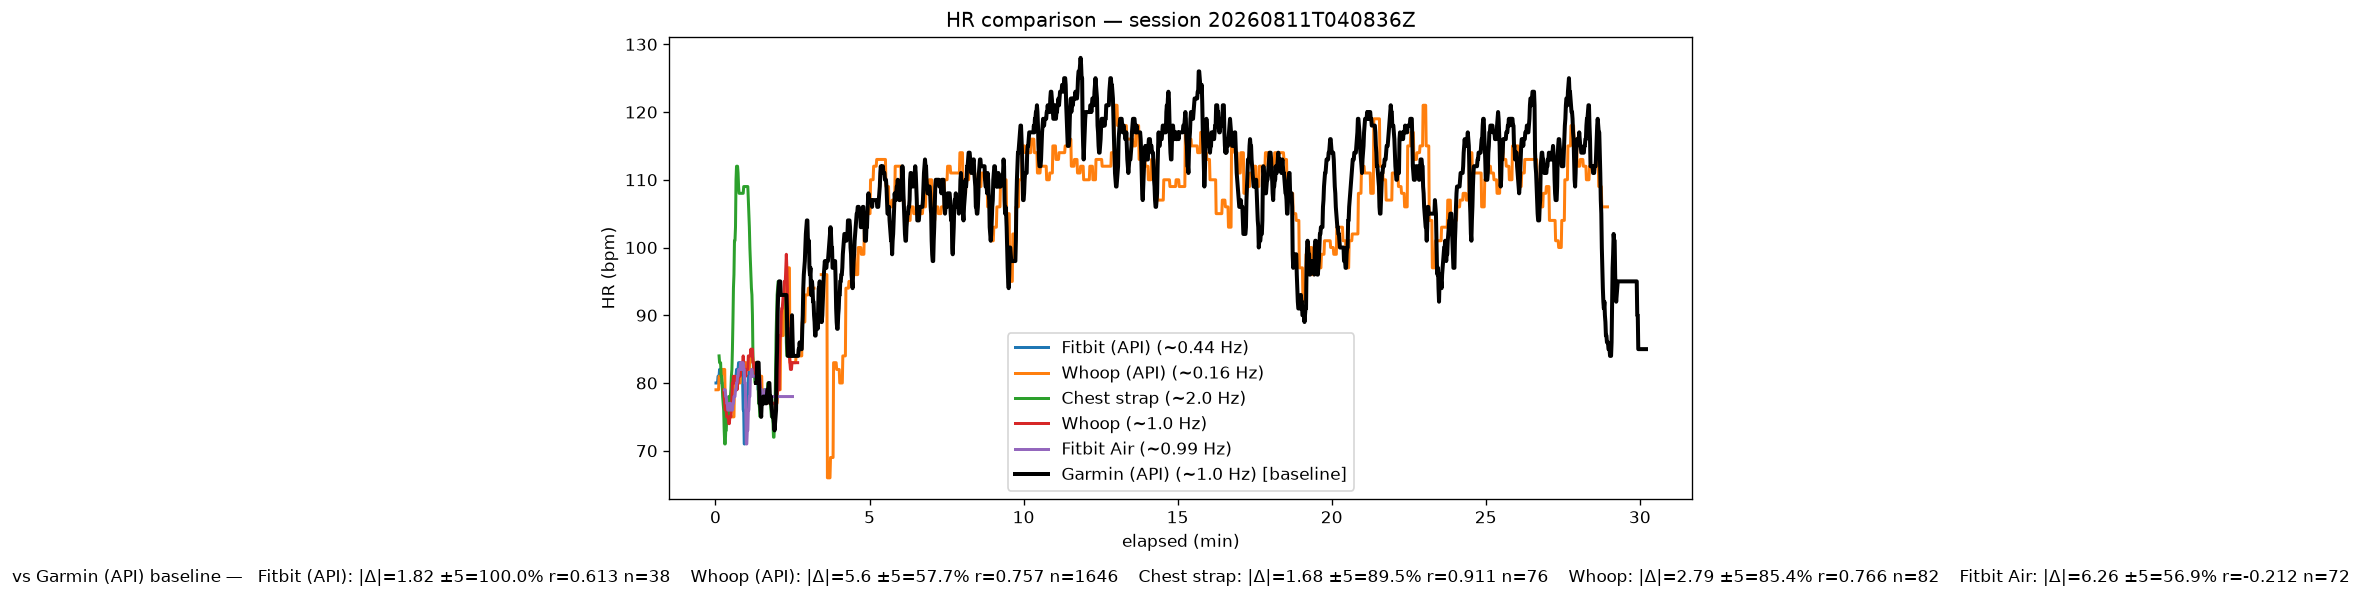 HR comparison — session 20260811T040836Z
130
120
110
100
90
80
70
HR (bpm)
Fitbit (API) (~0.44 Hz)
Whoop (API) (~0.16 Hz)
Chest strap (~2.0 Hz)
Whoop (~1.0 Hz)
Fitbit Air (~0.99 Hz)
Garmin (API) (~1.0 Hz) [baseline]
0 5 10 15 20 25 30
elapsed (min)
vs Garmin (API) baseline — Fitbit (API): |Δ|=1.82 ±5=100.0% r=0.613 n=38 Whoop (API): |Δ|=5.6 ±5=57.7% r=0.757 n=1646 Chest strap: |Δ|=1.68 ±5=89.5% r=0.911 n=76 Whoop: |Δ|=2.79 ±5=85.4% r=0.766 n=82 Fitbit Air: |Δ|=6.26 ±5=56.9% r=-0.212 n=72